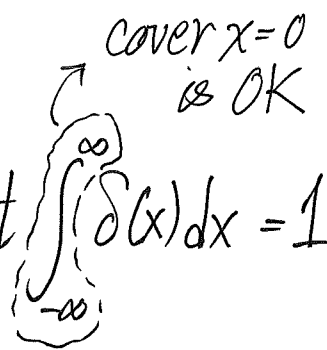 cover x=0
is OK
∫_{-∞}^{∞} δ(x)dx = 1